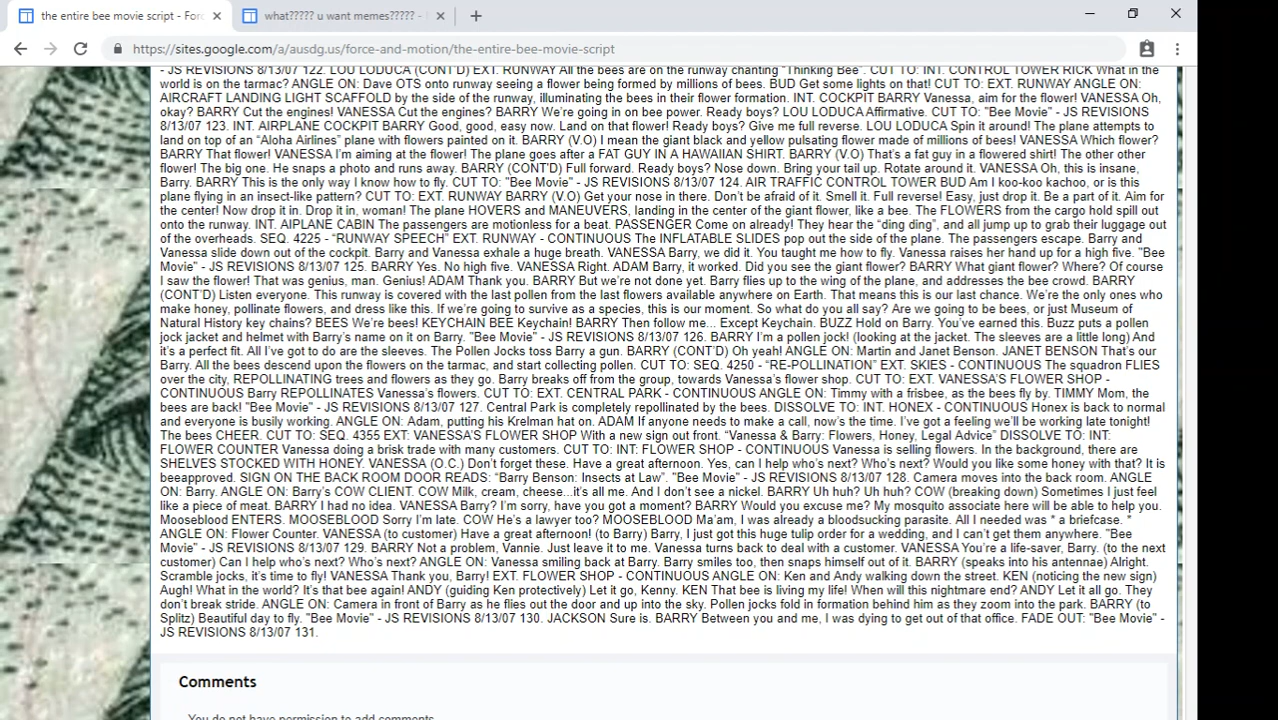 the entire bee movie script - For
what????? u want memes?????
https://sites.google.com/a/ausdg.us/force-and-motion/the-entire-bee-movie-script
- JS REVISIONS 8/13/07 122. LOU LODUCA (CONT'D) EXT. RUNWAY All the bees are on the runway chanting "Thinking Bee". CUT TO: INT. CONTROL TOWER RICK What in the
world is on the tarmac? ANGLE ON: Dave OTS onto runway seeing a flower being formed by millions of bees. BUD Get some lights on that! CUT TO: EXT. RUNWAY ANGLE ON:
AIRCRAFT LANDING LIGHT SCAFFOLD by the side of the runway, illuminating the bees in their flower formation. INT. COCKPIT BARRY Vanessa, aim for the flower! VANESSA Oh,
okay? BARRY Cut the engines! VANESSA Cut the engines? BARRY We're going in on bee power. Ready boys? LOU LODUCA Affirmative. CUT TO: "Bee Movie" - JS REVISIONS
8/13/07 123. INT. AIRPLANE COCKPIT BARRY Good, good, easy now. Land on that flower! Ready boys? Give me full reverse. LOU LODUCA Spin it around! The plane attempts to
land on top of an “Aloha Airlines” plane with flowers painted on it. BARRY (V.O) I mean the giant black and yellow pulsating flower made of millions of bees! VANESSA Which flower?
BARRY That flower! VANESSA I'm aiming at the flower! The plane goes after a FAT GUY IN A HAWAIIAN SHIRT. BARRY (V.O) That's a fat guy in a flowered shirt! The other other
flower! The big one. He snaps a photo and runs away. BARRY (CONT'D) Full forward. Ready boys? Nose down. Bring your tail up. Rotate around it. VANESSA Oh, this is insane,
Barry. BARRY This is the only way I know how to fly. CUT TO: "Bee Movie" - JS REVISIONS 8/13/07 124. AIR TRAFFIC CONTROL TOWER BUD Am I koo-koo kachoo, or is this
plane flying in an insect-like pattern? CUT TO: EXT. RUNWAY BARRY (V.O) Get your nose in there. Don't be afraid of it. Smell it. Full reverse! Easy, just drop it. Be a part of it. Aim for
the center! Now drop it in. Drop it in, woman! The plane HOVERS and MANEUVERS, landing in the center of the giant flower, like a bee. The FLOWERS from the cargo hold spill out
onto the runway. INT. AIPLANE CABIN The passengers are motionless for a beat. PASSENGER Come on already! They hear the “ding ding”, and all jump up to grab their luggage out
of the overheads. SEQ. 4225 - “RUNWAY SPEECH” EXT. RUNWAY - CONTINUOUS The INFLATABLE SLIDES pop out the side of the plane. The passengers escape. Barry and
Vanessa slide down out of the cockpit. Barry and Vanessa exhale a huge breath. VANESSA Barry, we did it. You taught me how to fly. Vanessa raises her hand up for a high five. "Bee
Movie" - JS REVISIONS 8/13/07 125. BARRY Yes. No high five. VANESSA Right. ADAM Barry, it worked. Did you see the giant flower? BARRY What giant flower? Where? Of course
I saw the flower! That was genius, man. Genius! ADAM Thank you. BARRY But we're not done yet. Barry flies up to the wing of the plane, and addresses the bee crowd. BARRY
(CONT'D) Listen everyone. This runway is covered with the last pollen from the last flowers available anywhere on Earth. That means this is our last chance. We're the only ones who
make honey, pollinate flowers, and dress like this. If we're going to survive as a species, this is our moment. So what do you all say? Are we going to be bees, or just Museum of
Natural History key chains? BEES We're bees! KEYCHAIN BEE Keychain! BARRY Then follow me... Except Keychain. BUZZ Hold on Barry. You've earned this. Buzz puts a pollen
jock jacket and helmet with Barry's name on it on Barry. "Bee Movie" - JS REVISIONS 8/13/07 126. BARRY I'm a pollen jock! (looking at the jacket. The sleeves are a little long) And
it's a perfect fit. All I've got to do are the sleeves. The Pollen Jocks toss Barry a gun. BARRY (CONT'D) Oh yeah! ANGLE ON: Martin and Janet Benson. JANET BENSON That's our
Barry. All the bees descend upon the flowers on the tarmac, and start collecting pollen. CUT TO: SEQ. 4250 - “RE-POLLINATION” EXT. SKIES - CONTINUOUS The squadron FLIES
over the city, REPOLLINATING trees and flowers as they go. Barry breaks off from the group, towards Vanessa's flower shop. CUT TO: EXT. VANESSA'S FLOWER SHOP -
CONTINUOUS Barry REPOLLINATES Vanessa's flowers. CUT TO: EXT. CENTRAL PARK - CONTINUOUS ANGLE ON: Timmy with a frisbee, as the bees fly by. TIMMY Mom, the
bees are back! "Bee Movie" - JS REVISIONS 8/13/07 127. Central Park is completely repollinated by the bees. DISSOLVE TO: INT. HONEX - CONTINUOUS Honex is back to normal
and everyone is busily working. ANGLE ON: Adam, putting his Krelman hat on. ADAM If anyone needs to make a call, now's the time. I've got a feeling we'll be working late tonight!
The bees CHEER. CUT TO: SEQ. 4355 EXT: VANESSA'S FLOWER SHOP With a new sign out front. “Vanessa & Barry: Flowers, Honey, Legal Advice” DISSOLVE TO: INT:
FLOWER COUNTER Vanessa doing a brisk trade with many customers. CUT TO: INT: FLOWER SHOP - CONTINUOUS Vanessa is selling flowers. In the background, there are
SHELVES STOCKED WITH HONEY. VANESSA (O.C.) Don't forget these. Have a great afternoon. Yes, can I help who's next? Who's next? Would you like some honey with that? It is
beeapproved. SIGN ON THE BACK ROOM DOOR READS: “Barry Benson: Insects at Law”. "Bee Movie" - JS REVISIONS 8/13/07 128. Camera moves into the back room. ANGLE
ON: Barry. ANGLE ON: Barry's COW CLIENT. COW Milk, cream, cheese...it's all me. And I don't see a nickel. BARRY Uh huh? Uh huh? COW (breaking down) Sometimes I just feel
like a piece of meat. BARRY I had no idea. VANESSA Barry? I'm sorry, have you got a moment? BARRY Would you excuse me? My mosquito associate here will be able to help you.
Mooseblood ENTERS. MOOSEBLOOD Sorry I'm late. COW He's a lawyer too? MOOSEBLOOD Ma'am, I was already a bloodsucking parasite. All I needed was * a briefcase. *
ANGLE ON: Flower Counter. VANESSA (to customer) Have a great afternoon! (to Barry) Barry, I just got this huge tulip order for a wedding, and I can't get them anywhere. "Bee
Movie" - JS REVISIONS 8/13/07 129. BARRY Not a problem, Vannie. Just leave it to me. Vanessa turns back to deal with a customer. VANESSA You're a life-saver, Barry. (to the next
customer) Can I help who's next? Who's next? ANGLE ON: Vanessa smiling back at Barry. Barry smiles too, then snaps himself out of it. BARRY (speaks into his antennae) Alright.
Scramble jocks, it's time to fly! VANESSA Thank you, Barry! EXT. FLOWER SHOP - CONTINUOUS ANGLE ON: Ken and Andy walking down the street. KEN (noticing the new sign)
Augh! What in the world? It's that bee again! ANDY (guiding Ken protectively) Let it go, Kenny. KEN That bee is living my life! When will this nightmare end? ANDY Let it all go. They
don't break stride. ANGLE ON: Camera in front of Barry as he flies out the door and up into the sky. Pollen jocks fold in formation behind him as they zoom into the park. BARRY (to
Splitz) Beautiful day to fly. "Bee Movie" - JS REVISIONS 8/13/07 130. JACKSON Sure is. BARRY Between you and me, I was dying to get out of that office. FADE OUT: "Bee Movie" -
JS REVISIONS 8/13/07 131.
Comments
You do not have permission to add comments.